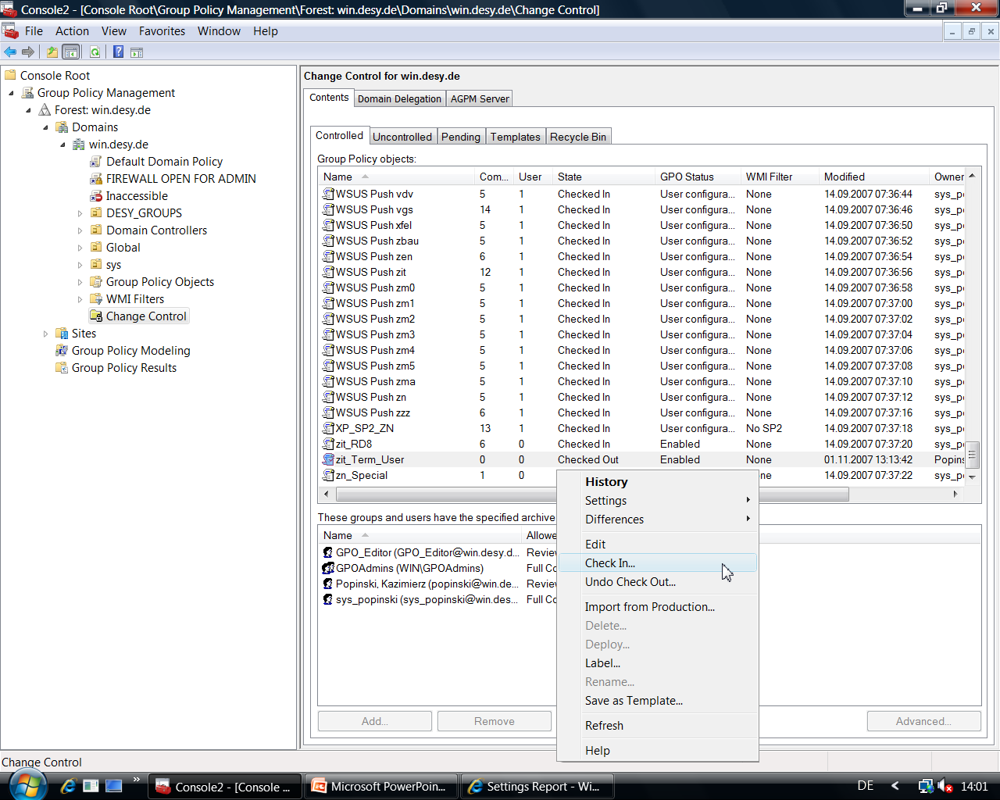 Console2 - [Console Root\Group Policy Management\Forest: win.desy.de\Domains\win.desy.de\Change Control]
File Action View Favorites Window Help
Console Root
Group Policy Management
Forest: win.desy.de
Domains
win.desy.de
Default Domain Policy
FIREWALL OPEN FOR ADMIN
Inaccessible
DESY_GROUPS
Domain Controllers
Global
sys
Group Policy Objects
WMI Filters
Change Control
Sites
Group Policy Modeling
Group Policy Results
Change Control for win.desy.de
Contents Domain Delegation AGPM Server
Controlled Uncontrolled Pending Templates Recycle Bin
Group Policy objects:
Name Com... User State GPO Status WMI Filter Modified Owner
WSUS Push vdv 5 1 Checked In User configura... None 14.09.2007 07:36:44 sys_p
WSUS Push vgs 14 1 Checked In User configura... None 14.09.2007 07:36:46 sys_p
WSUS Push xfel 5 1 Checked In User configura... None 14.09.2007 07:36:50 sys_p
WSUS Push zbau 5 1 Checked In User configura... None 14.09.2007 07:36:52 sys_p
WSUS Push zen 6 1 Checked In User configura... None 14.09.2007 07:36:54 sys_p
WSUS Push zit 12 1 Checked In User configura... None 14.09.2007 07:36:56 sys_p
WSUS Push zm0 5 1 Checked In User configura... None 14.09.2007 07:36:58 sys_p
WSUS Push zm1 5 1 Checked In User configura... None 14.09.2007 07:37:00 sys_p
WSUS Push zm2 5 1 Checked In User configura... None 14.09.2007 07:37:02 sys_p
WSUS Push zm3 5 1 Checked In User configura... None 14.09.2007 07:37:04 sys_p
WSUS Push zm4 5 1 Checked In User configura... None 14.09.2007 07:37:06 sys_p
WSUS Push zm5 5 1 Checked In User configura... None 14.09.2007 07:37:08 sys_p
WSUS Push zma 5 1 Checked In User configura... None 14.09.2007 07:37:10 sys_p
WSUS Push zn 5 1 Checked In User configura... None 14.09.2007 07:37:12 sys_p
WSUS Push zzz 6 1 Checked In User configura... None 14.09.2007 07:37:16 sys_p
XP_SP2_ZN 13 1 Checked In User configura... No SP2 14.09.2007 07:37:18 sys_p
zit_RD8 6 0 Checked In Enabled None 14.09.2007 07:37:20 sys_p
zit_Term_User 0 0 Checked Out Enabled None 01.11.2007 13:13:42 Popins
zn_Special 1 0 ne 14.09.2007 07:37:22 sys_p
History
Settings
Differences
Edit
Check In...
Undo Check Out...
Import from Production...
Delete...
Deploy...
Label...
Rename...
Save as Template...
Refresh
Help
These groups and users have the specified archive
Name Allowe
GPO_Editor (GPO_Editor@win.desy.d... Review
GPOAdmins (WIN\GPOAdmins) Full Co
Popinski, Kazimierz (popinski@win.de... Review
sys_popinski (sys_popinski@win.des... Full Co
Add... Remove Advanced...
Change Control
Console2 - [Console ... Microsoft PowerPoin... Settings Report - Wi... DE 14:01